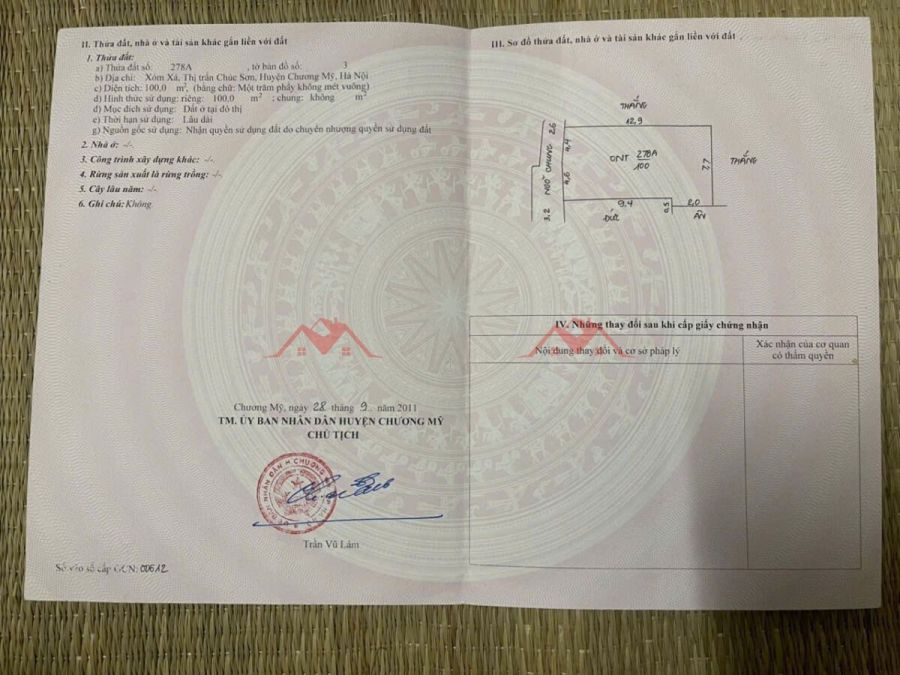 II. Thửa đất, nhà ở và tài sản khác gắn liền với đất
1. Thửa đất:
a) Thửa đất số: 278A , tờ bản đồ số: 3
b) Địa chỉ: Xóm Xá, Thị trấn Chúc Sơn, Huyện Chương Mỹ, Hà Nội
c) Diện tích: 100,0 m², (bằng chữ: Một trăm phẩy không mét vuông)
d) Hình thức sử dụng: riêng: 100,0 m² ; chung: không m²
đ) Mục đích sử dụng: Đất ở tại đô thị
e) Thời hạn sử dụng: Lâu dài
g) Nguồn gốc sử dụng: Nhận quyền sử dụng đất do chuyển nhượng quyền sử dụng đất
2. Nhà ở: -/-
3. Công trình xây dựng khác: -/-
4. Rừng sản xuất là rừng trồng: -/-
5. Cây lâu năm: -/-
6. Ghi chú: Không
Chương Mỹ, ngày 28 tháng 9 năm 2011
TM. ỦY BAN NHÂN DÂN HUYỆN CHƯƠNG MỸ
CHỦ TỊCH
Trần Vũ Lâm
Số vào sổ cấp GCN: 00612
III. Sơ đồ thửa đất, nhà ở và tài sản khác gắn liền với đất
THẮNG
12,9
2,6
4,4
NGÕ CHUNG
4,6
3,2
ONT 278A
100
7,7
THẮNG
9,4
ĐỨC
0,5
2,0
ÂN
IV. Những thay đổi sau khi cấp giấy chứng nhận
Nội dung thay đổi và cơ sở pháp lý
Xác nhận của cơ quan
có thẩm quyền